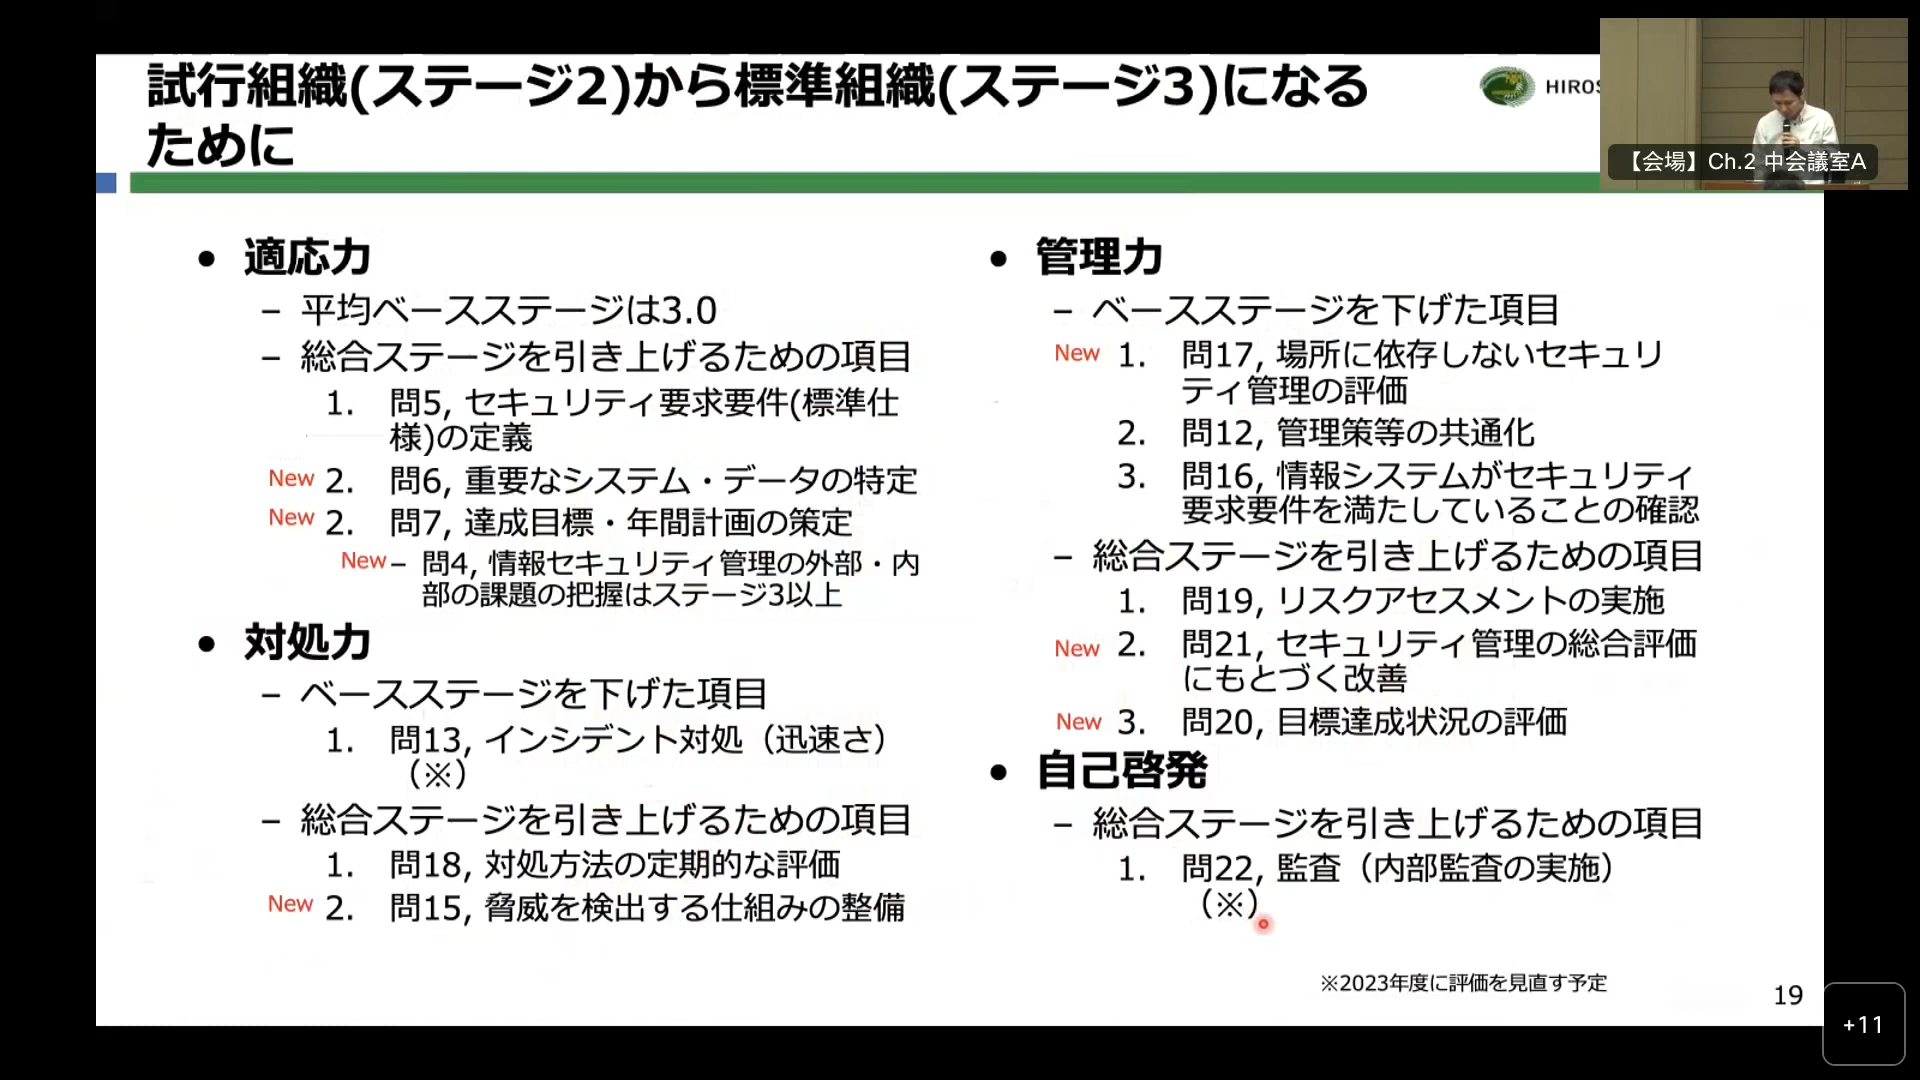 試行組織(ステージ2)から標準組織(ステージ3)になる
ために
HIROS
【会場】Ch.2 中会議室A
• 適応力
– 平均ベースステージは3.0
– 総合ステージを引き上げるための項目
1. 問5, セキュリティ要求要件(標準仕
様)の定義
New 2. 問6, 重要なシステム・データの特定
New 2. 問7, 達成目標・年間計画の策定
New – 問4, 情報セキュリティ管理の外部・内
部の課題の把握はステージ3以上
• 対処力
– ベースステージを下げた項目
1. 問13, インシデント対処（迅速さ）
（※）
– 総合ステージを引き上げるための項目
1. 問18, 対処方法の定期的な評価
New 2. 問15, 脅威を検出する仕組みの整備
• 管理力
– ベースステージを下げた項目
New 1. 問17, 場所に依存しないセキュリ
ティ管理の評価
2. 問12, 管理策等の共通化
3. 問16, 情報システムがセキュリティ
要求要件を満たしていることの確認
– 総合ステージを引き上げるための項目
1. 問19, リスクアセスメントの実施
New 2. 問21, セキュリティ管理の総合評価
にもとづく改善
New 3. 問20, 目標達成状況の評価
• 自己啓発
– 総合ステージを引き上げるための項目
1. 問22, 監査（内部監査の実施）
（※）
※2023年度に評価を見直す予定
19
+11